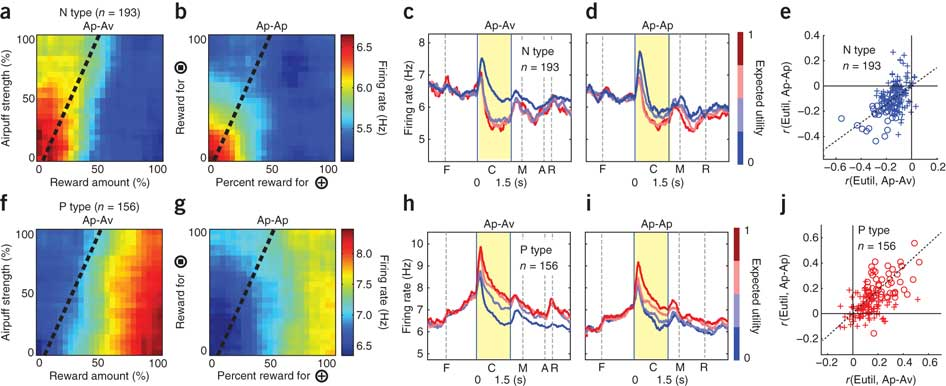 a
N type (n = 193)
Ap-Av
Airpuff strength (%)
100
50
0
0
50
100
Reward amount (%)
b
Ap-Ap
Reward for
0
50
100
Percent reward for
6.5
6.0
5.5
Firing rate (Hz)
c
Ap-Av
Firing rate (Hz)
8
7
6
5
N type
n = 193
F
C
M
A R
0
1.5 (s)
d
Ap-Ap
F
C
M
R
0
1.5 (s)
1
0
Expected utility
e
r(Eutil, Ap-Ap)
0.4
0.2
0
-0.2
-0.4
N type
n = 193
-0.6
-0.4
-0.2
0
0.2
r(Eutil, Ap-Av)
f
P type (n = 156)
Ap-Av
Airpuff strength (%)
100
50
0
0
50
100
Reward amount (%)
g
Ap-Ap
Reward for
0
50
100
Percent reward for
8.0
7.5
7.0
6.5
Firing rate (Hz)
h
Ap-Av
Firing rate (Hz)
10
9
8
7
6
5
P type
n = 156
F
C
M
A R
0
1.5 (s)
i
Ap-Ap
F
C
M
R
0
1.5 (s)
1
0
Expected utility
j
r(Eutil, Ap-Ap)
0.6
0.4
0.2
0
-0.2
P type
n = 156
-0.2
0
0.2
0.4
0.6
r(Eutil, Ap-Av)